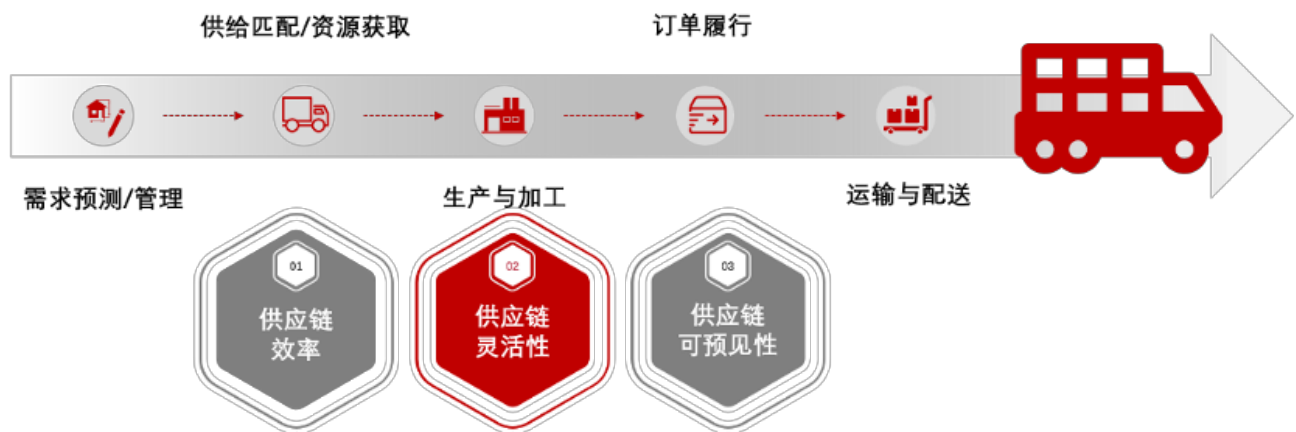 供给匹配/资源获取
订单履行
需求预测/管理
生产与加工
运输与配送
01
供应链
效率
02
供应链
灵活性
03
供应链
可预见性